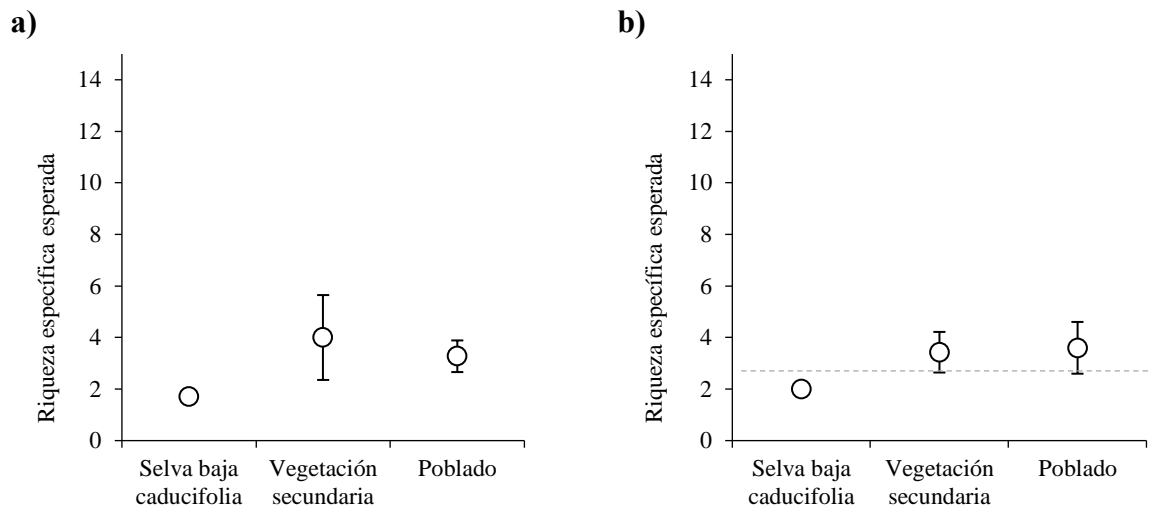 a)
Riqueza específica esperada
14
12
10
8
6
4
2
0
Selva baja
caducifolia
Vegetación
secundaria
Poblado
b)
Riqueza específica esperada
14
12
10
8
6
4
2
0
Selva baja
caducifolia
Vegetación
secundaria
Poblado